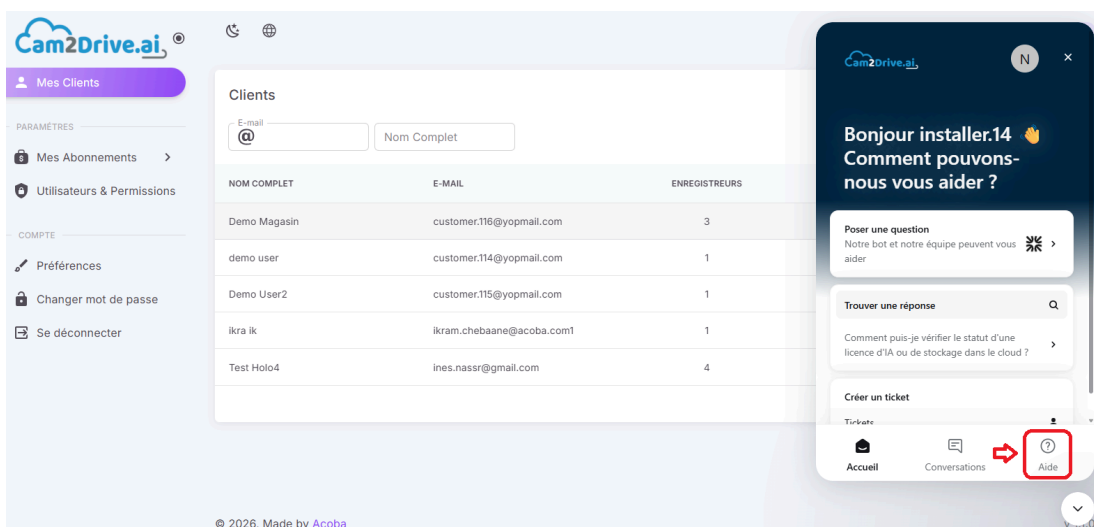 Cam2Drive.ai
Mes Clients
PARAMÈTRES
Mes Abonnements
Utilisateurs & Permissions
COMPTE
Préférences
Changer mot de passe
Se déconnecter
Clients
E-mail
@
Nom Complet
NOM COMPLET E-MAIL ENREGISTREURS
Demo Magasin customer.116@yopmail.com 3
demo user customer.114@yopmail.com 1
Demo User2 customer.115@yopmail.com 1
ikra ik ikram.chebaane@acoba.com1 1
Test Holo4 ines.nassr@gmail.com 4
© 2026, Made by Acoba
Cam2Drive.ai
N
Bonjour installer.14 👋
Comment pouvons-
nous vous aider ?
Poser une question
Notre bot et notre équipe peuvent vous
aider
Trouver une réponse
Comment puis-je vérifier le statut d'une
licence d'IA ou de stockage dans le cloud ?
Créer un ticket
Tickets
Accueil Conversations Aide